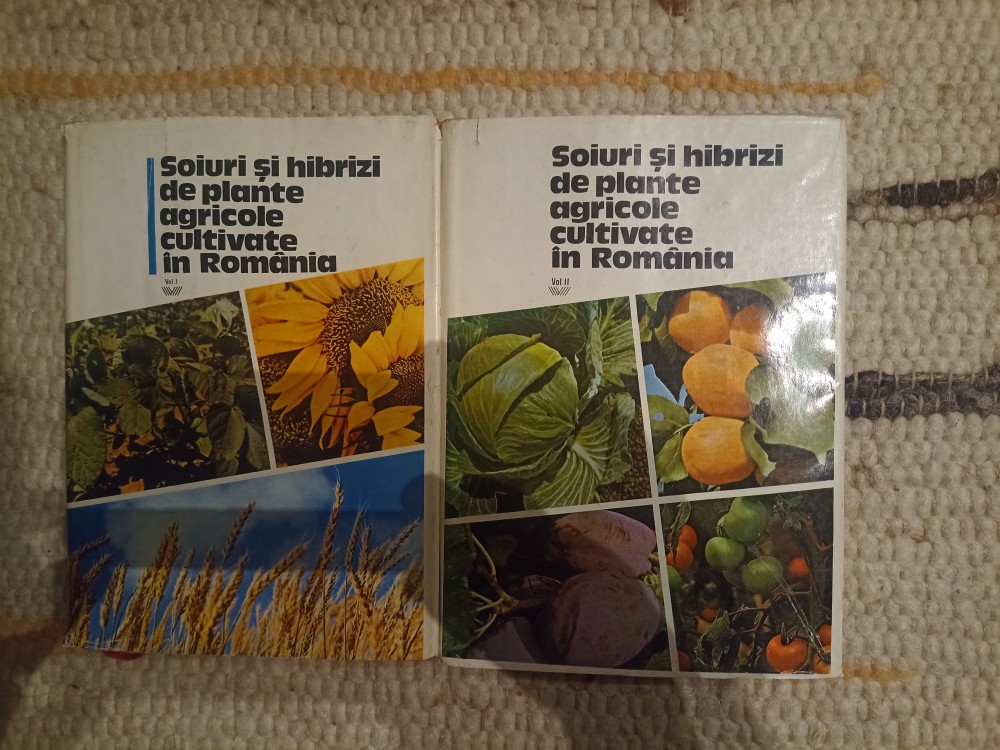 Soiuri și hibrizi
de plante
agricole
cultivate
în România
Vol. I
Soiuri și hibrizi
de plante
agricole
cultivate
în România
Vol II